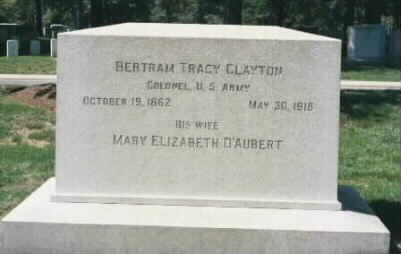 BERTRAM TRACY CLAYTON
COLONEL, U. S. ARMY
OCTOBER 19, 1862 MAY 30, 1918
HIS WIFE
MARY ELIZABETH D'AUBERT